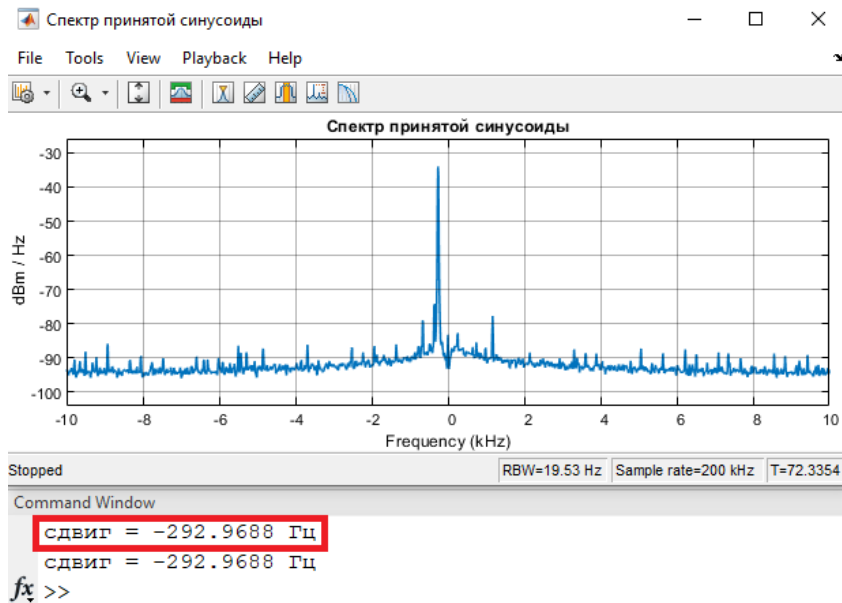 Спектр принятой синусоиды
File Tools View Playback Help
Спектр принятой синусоиды
-30
-40
-50
-60
-70
-80
-90
-100
dBm / Hz
-10 -8 -6 -4 -2 0 2 4 6 8 10
Frequency (kHz)
Stopped RBW=19.53 Hz Sample rate=200 kHz T=72.3354
Command Window
сдвиг = -292.9688 Гц
сдвиг = -292.9688 Гц
fx >>